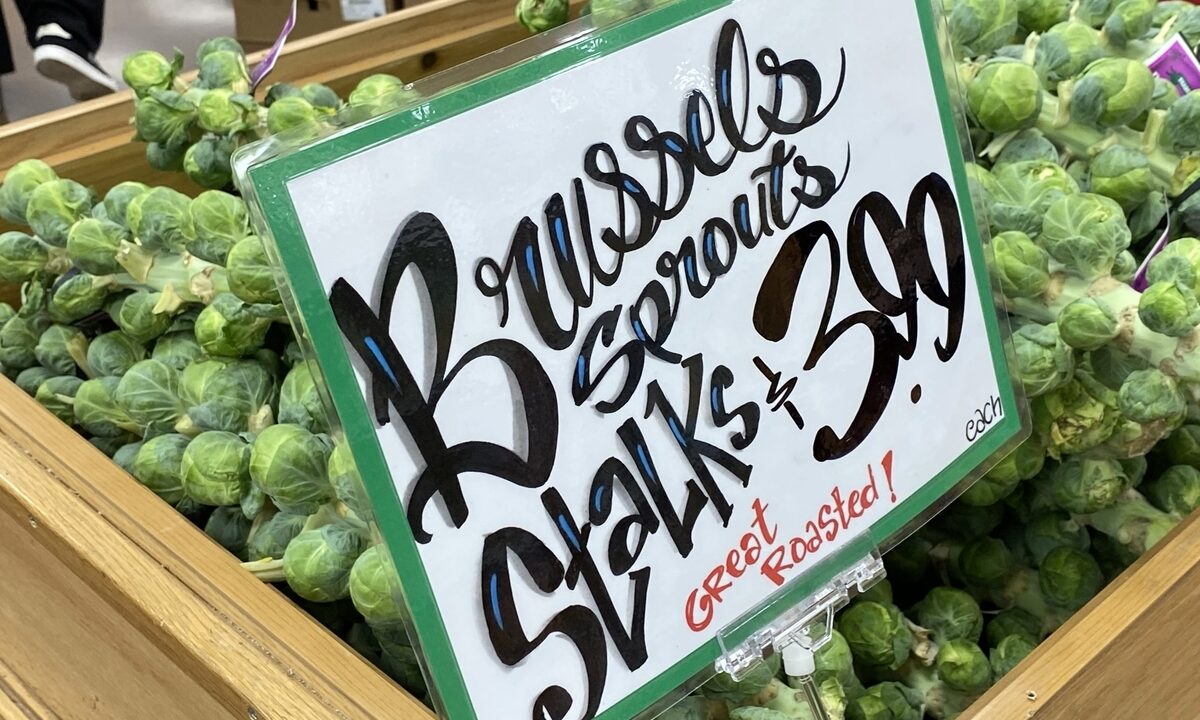 Brussels
Sprouts
Stalks $3.99
each
Great
Roasted!